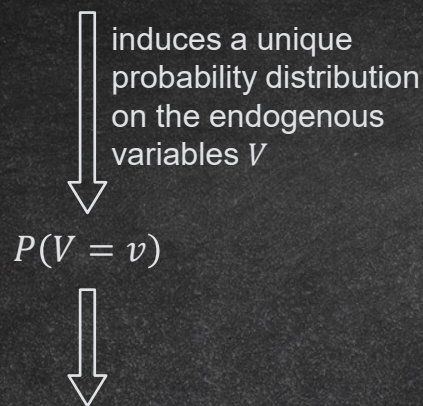 induces a unique
probability distribution
on the endogenous
variables 𝑉
𝑃(𝑉 = 𝑣)